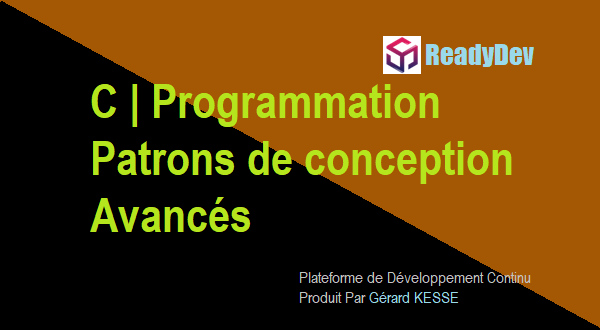 ReadyDev
C | Programmation
Patrons de conception
Avancés
Plateforme de Développement Continu
Produit Par Gérard KESSE